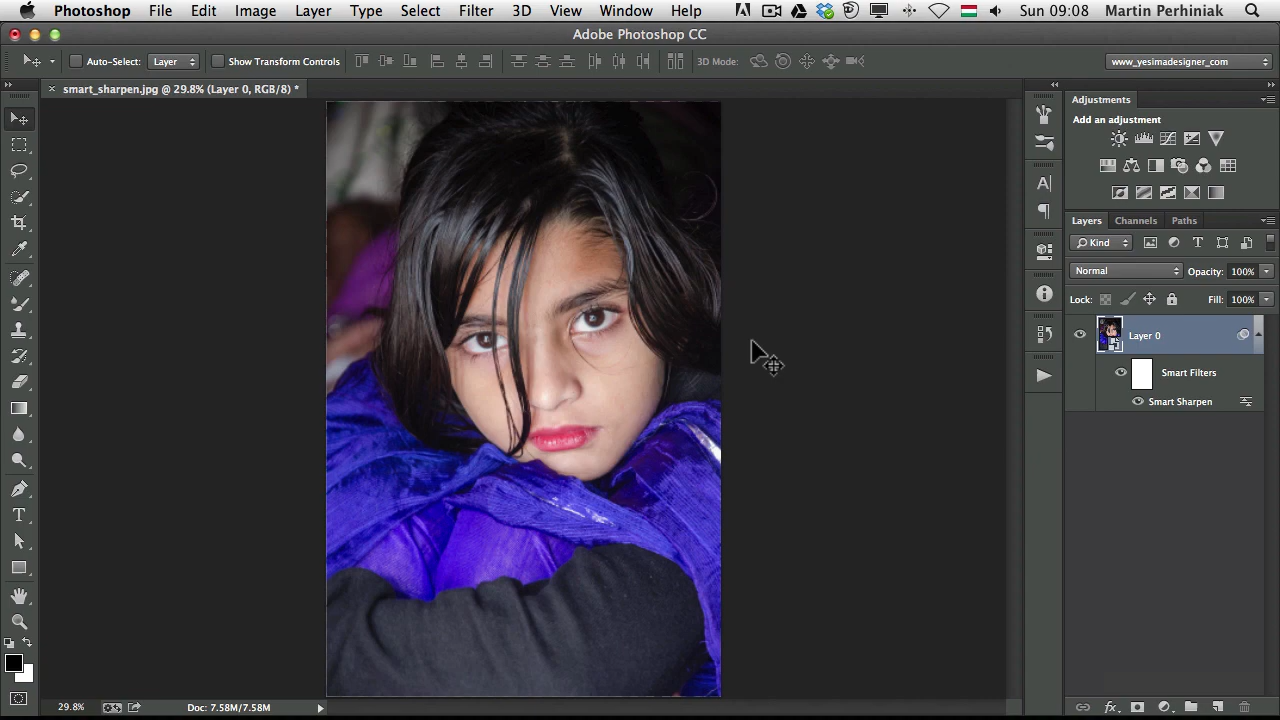 Photoshop File Edit Image Layer Type Select Filter 3D View Window Help Sun 09:08 Martin Perhiniak
Adobe Photoshop CC
Auto-Select: Layer Show Transform Controls 3D Mode: www_yesimadesigner_com
smart_sharpen.jpg @ 29.8% (Layer 0, RGB/8) *
Adjustments
Add an adjustment
Layers Channels Paths
Kind
Normal Opacity: 100%
Lock: Fill: 100%
Layer 0
Smart Filters
Smart Sharpen
29.8% Doc: 7.58M/7.58M